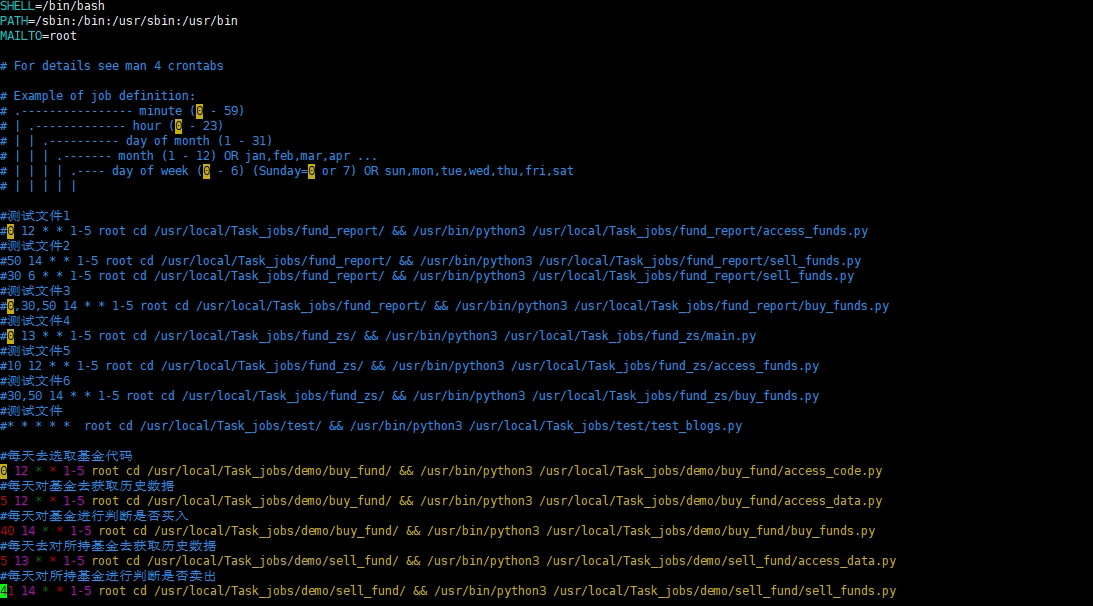 SHELL=/bin/bash
PATH=/sbin:/bin:/usr/sbin:/usr/bin
MAILTO=root
# For details see man 4 crontabs
# Example of job definition:
# .---------------- minute (0 - 59)
# | .------------- hour (0 - 23)
# | | .---------- day of month (1 - 31)
# | | | .------- month (1 - 12) OR jan,feb,mar,apr ...
# | | | | .---- day of week (0 - 6) (Sunday=0 or 7) OR sun,mon,tue,wed,thu,fri,sat
# | | | | |
#测试文件1
#0 12 * * 1-5 root cd /usr/local/Task_jobs/fund_report/ && /usr/bin/python3 /usr/local/Task_jobs/fund_report/access_funds.py
#测试文件2
#50 14 * * 1-5 root cd /usr/local/Task_jobs/fund_report/ && /usr/bin/python3 /usr/local/Task_jobs/fund_report/sell_funds.py
#30 6 * * 1-5 root cd /usr/local/Task_jobs/fund_report/ && /usr/bin/python3 /usr/local/Task_jobs/fund_report/sell_funds.py
#测试文件3
#0,30,50 14 * * 1-5 root cd /usr/local/Task_jobs/fund_report/ && /usr/bin/python3 /usr/local/Task_jobs/fund_report/buy_funds.py
#测试文件4
#0 13 * * 1-5 root cd /usr/local/Task_jobs/fund_zs/ && /usr/bin/python3 /usr/local/Task_jobs/fund_zs/main.py
#测试文件5
#10 12 * * 1-5 root cd /usr/local/Task_jobs/fund_zs/ && /usr/bin/python3 /usr/local/Task_jobs/fund_zs/access_funds.py
#测试文件6
#30,50 14 * * 1-5 root cd /usr/local/Task_jobs/fund_zs/ && /usr/bin/python3 /usr/local/Task_jobs/fund_zs/buy_funds.py
#测试文件
#* * * * *  root cd /usr/local/Task_jobs/test/ && /usr/bin/python3 /usr/local/Task_jobs/test/test_blogs.py
#每天去选取基金代码
0 12 * * 1-5 root cd /usr/local/Task_jobs/demo/buy_fund/ && /usr/bin/python3 /usr/local/Task_jobs/demo/buy_fund/access_code.py
#每天对基金去获取历史数据
5 12 * * 1-5 root cd /usr/local/Task_jobs/demo/buy_fund/ && /usr/bin/python3 /usr/local/Task_jobs/demo/buy_fund/access_data.py
#每天对基金进行判断是否买入
40 14 * * 1-5 root cd /usr/local/Task_jobs/demo/buy_fund/ && /usr/bin/python3 /usr/local/Task_jobs/demo/buy_fund/buy_funds.py
#每天去对所持基金去获取历史数据
5 13 * * 1-5 root cd /usr/local/Task_jobs/demo/sell_fund/ && /usr/bin/python3 /usr/local/Task_jobs/demo/sell_fund/access_data.py
#每天对所持基金进行判断是否卖出
41 14 * * 1-5 root cd /usr/local/Task_jobs/demo/sell_fund/ && /usr/bin/python3 /usr/local/Task_jobs/demo/sell_fund/sell_funds.py